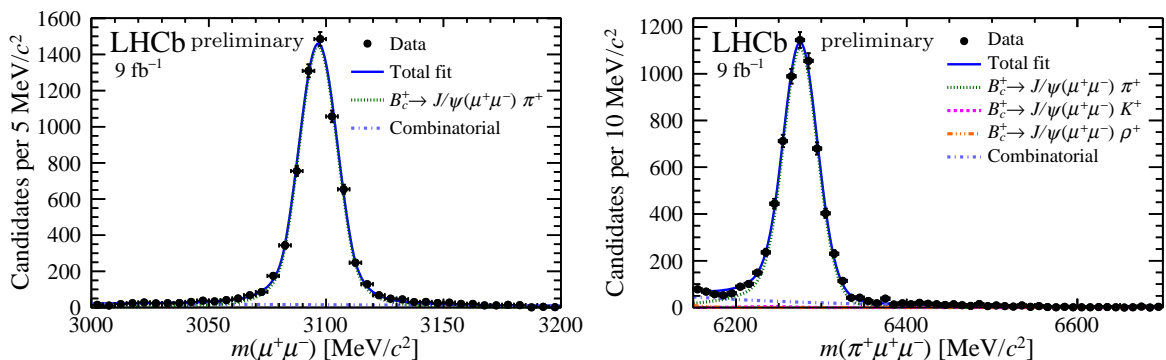 LHCb preliminary
9 fb⁻¹
Data
Total fit
B_c⁺→ J/ψ(μ⁺μ⁻) π⁺
Combinatorial
Candidates per 5 MeV/c²
1600
1400
1200
1000
800
600
400
200
0
3000 3050 3100 3150 3200
m(μ⁺μ⁻) [MeV/c²]
LHCb preliminary
9 fb⁻¹
Data
Total fit
B_c⁺→ J/ψ(μ⁺μ⁻) π⁺
B_c⁺→ J/ψ(μ⁺μ⁻) K⁺
B_c⁺→ J/ψ(μ⁺μ⁻) ρ⁺
Combinatorial
Candidates per 10 MeV/c²
1200
1000
800
600
400
200
0
6200 6400 6600
m(π⁺μ⁺μ⁻) [MeV/c²]